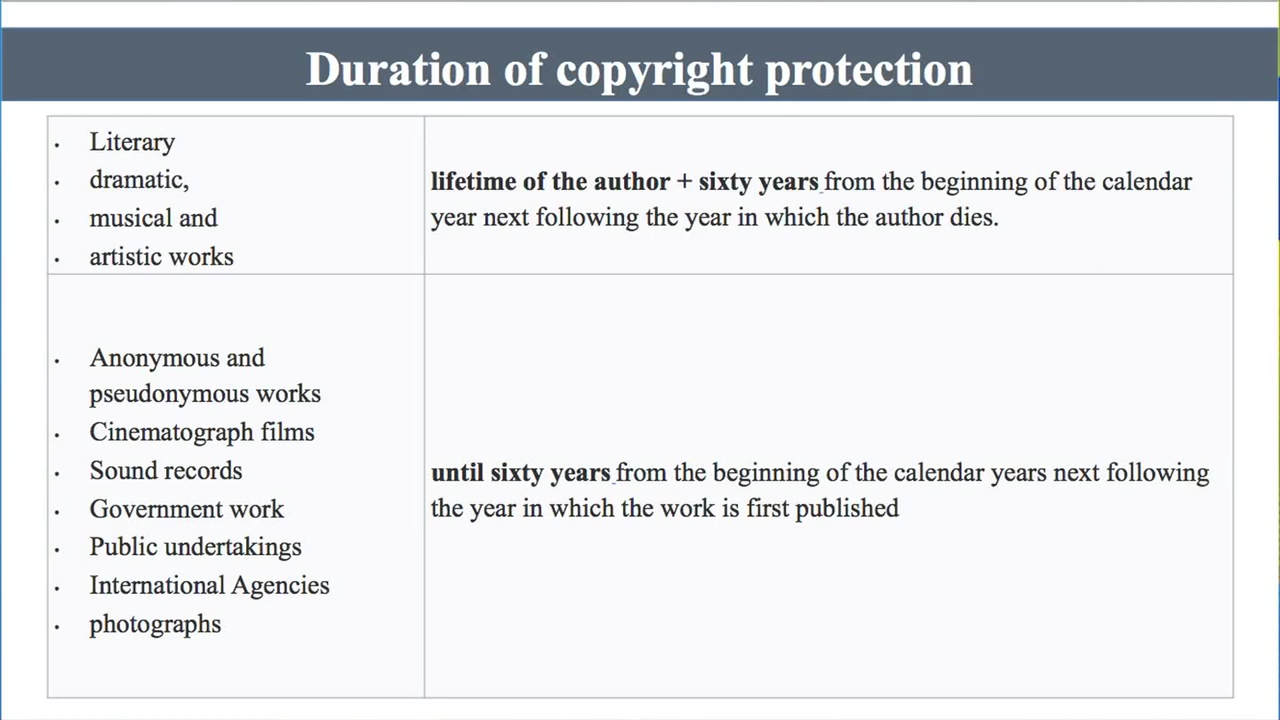 Duration of copyright protection
• Literary
• dramatic,
• musical and
• artistic works
lifetime of the author + sixty years from the beginning of the calendar
year next following the year in which the author dies.
• Anonymous and
pseudonymous works
• Cinematograph films
• Sound records
• Government work
• Public undertakings
• International Agencies
• photographs
until sixty years from the beginning of the calendar years next following
the year in which the work is first published